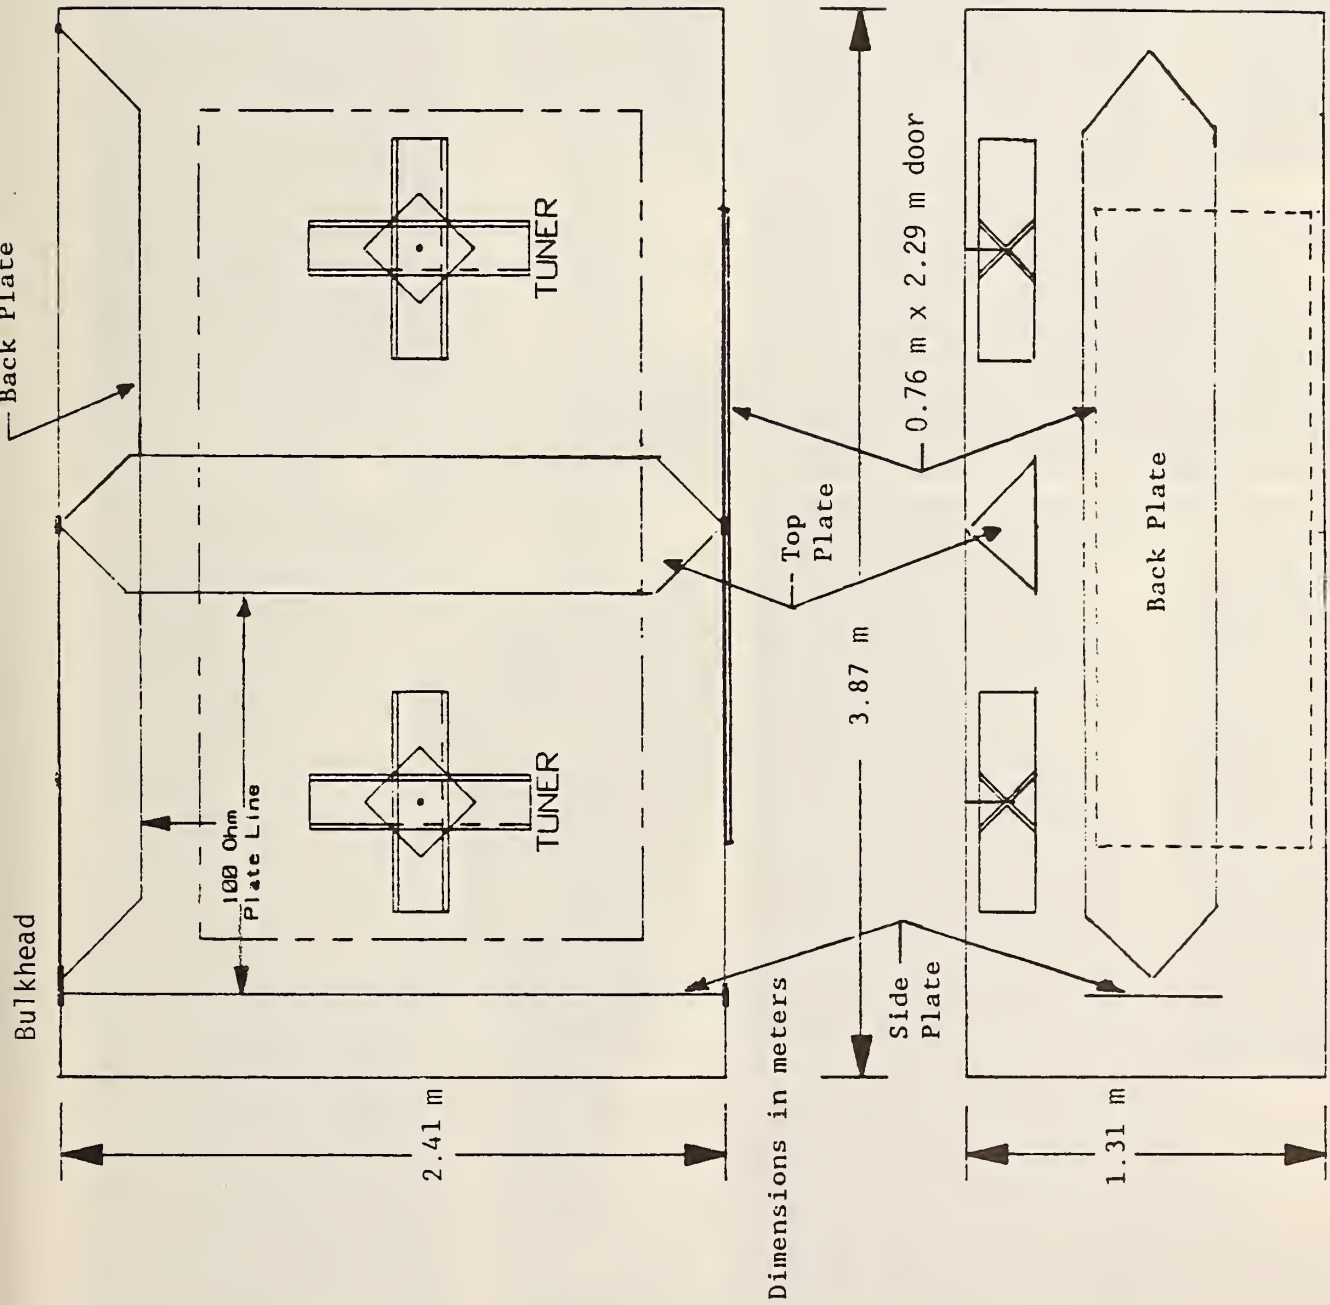 Back Plate
Bulkhead
100 Ohm
Plate Line
TUNER
TUNER
2.41 m
Dimensions in meters
Top
Plate
3.87 m
0.76 m x 2.29 m door
Side
Plate
Back Plate
1.31 m